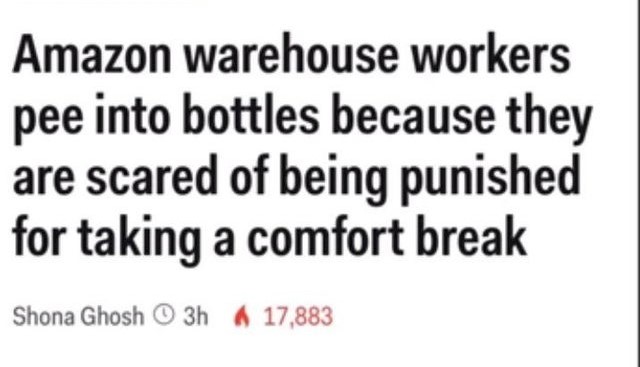 Amazon warehouse workers
pee into bottles because they
are scared of being punished
for taking a comfort break
Shona Ghosh 3h 17,883